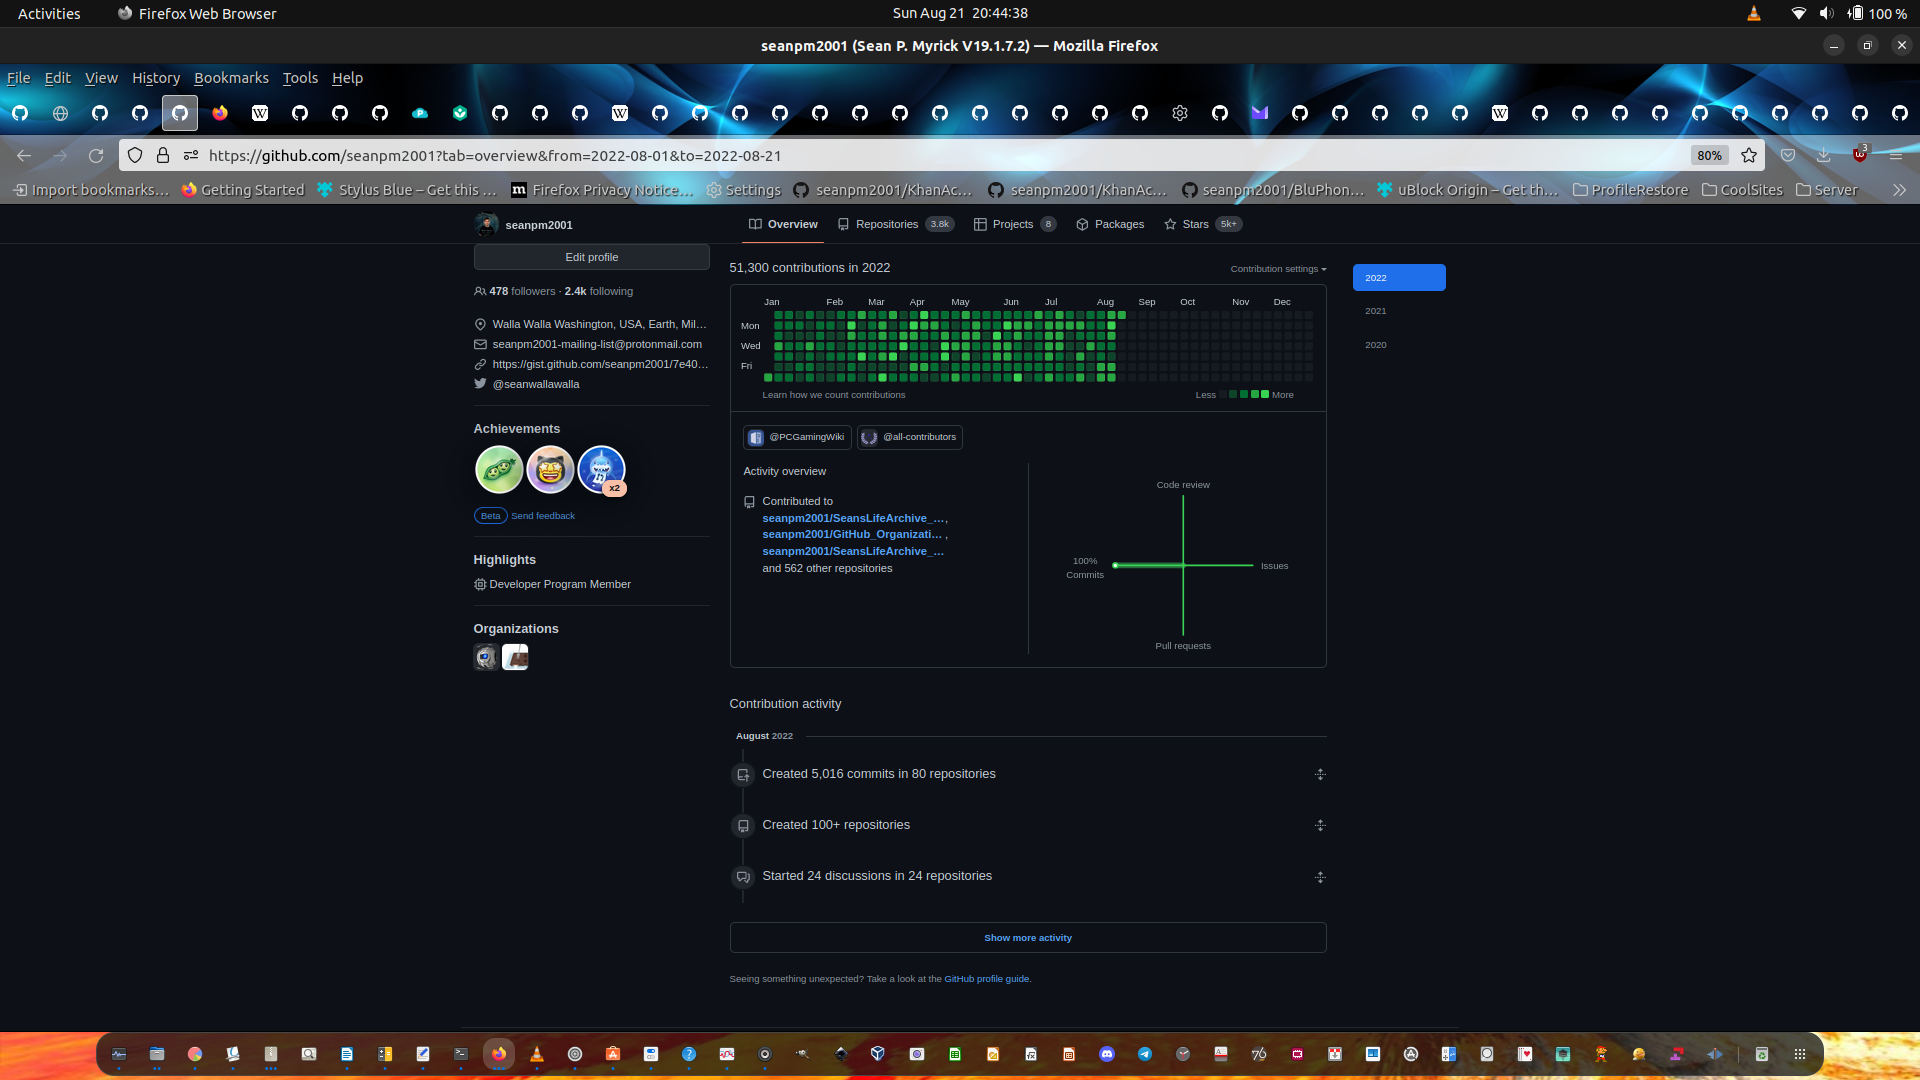 Activities
Firefox Web Browser
Sun Aug 21 20:44:38
100 %
seanpm2001 (Sean P. Myrick V19.1.7.2) — Mozilla Firefox
File Edit View History Bookmarks Tools Help
https://github.com/seanpm2001?tab=overview&from=2022-08-01&to=2022-08-21
80%
3
Import bookmarks… Getting Started Stylus Blue – Get this … Firefox Privacy Notice… Settings seanpm2001/KhanAc… seanpm2001/KhanAc… seanpm2001/BluPhon… uBlock Origin – Get th… ProfileRestore CoolSites Server
seanpm2001
Overview Repositories 3.8k Projects 8 Packages Stars 5k+
Edit profile
478 followers · 2.4k following
Walla Walla Washington, USA, Earth, Mil…
seanpm2001-mailing-list@protonmail.com
https://gist.github.com/seanpm2001/7e40…
@seanwallawalla
Achievements
x2
Beta Send feedback
Highlights
Developer Program Member
Organizations
51,300 contributions in 2022
Contribution settings
2022
2021
2020
Jan Feb Mar Apr May Jun Jul Aug Sep Oct Nov Dec
Mon
Wed
Fri
Learn how we count contributions
Less More
@PCGamingWiki @all-contributors
Activity overview
Contributed to
seanpm2001/SeansLifeArchive_…,
seanpm2001/GitHub_Organizati… ,
seanpm2001/SeansLifeArchive_…
and 562 other repositories
Code review
100%
Commits
Issues
Pull requests
Contribution activity
August 2022
Created 5,016 commits in 80 repositories
Created 100+ repositories
Started 24 discussions in 24 repositories
Show more activity
Seeing something unexpected? Take a look at the GitHub profile guide.